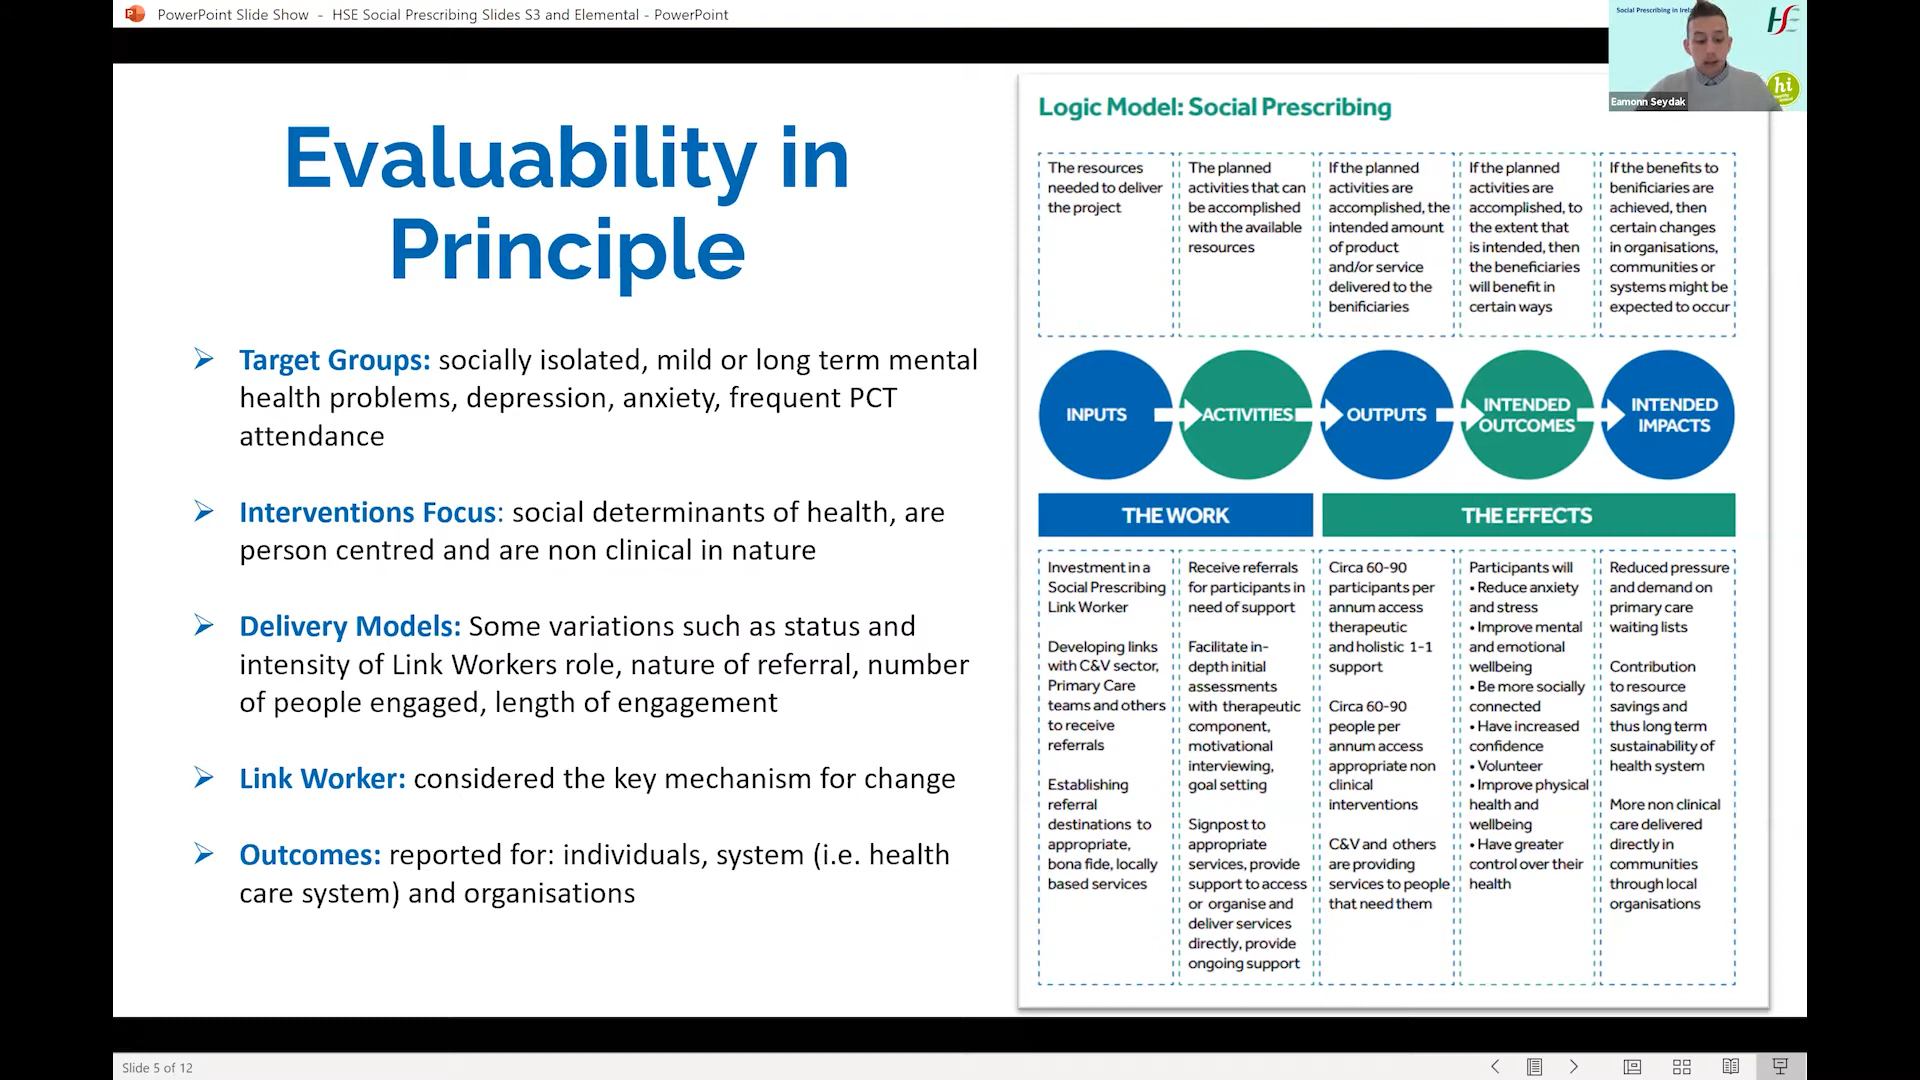 PowerPoint Slide Show - HSE Social Prescribing Slides S3 and Elemental - PowerPoint
Social Prescribing in Irel
hi
Eamonn Seydak
Evaluability in
Principle
➢ Target Groups: socially isolated, mild or long term mental
health problems, depression, anxiety, frequent PCT
attendance
➢ Interventions Focus: social determinants of health, are
person centred and are non clinical in nature
➢ Delivery Models: Some variations such as status and
intensity of Link Workers role, nature of referral, number
of people engaged, length of engagement
➢ Link Worker: considered the key mechanism for change
➢ Outcomes: reported for: individuals, system (i.e. health
care system) and organisations
Logic Model: Social Prescribing
The resources
needed to deliver
the project
The planned
activities that can
be accomplished
with the available
resources
If the planned
activities are
accomplished, the
intended amount
of product
and/or service
delivered to the
benificiaries
If the planned
activities are
accomplished, to
the extent that
is intended, then
the beneficiaries
will benefit in
certain ways
If the benefits to
benificiaries are
achieved, then
certain changes
in organisations,
communities or
systems might be
expected to occur
INPUTS
ACTIVITIES
OUTPUTS
INTENDED
OUTCOMES
INTENDED
IMPACTS
THE WORK
THE EFFECTS
Investment in a
Social Prescribing
Link Worker
Developing links
with C&V sector,
Primary Care
teams and others
to receive
referrals
Establishing
referral
destinations to
appropriate,
bona fide, locally
based services
Receive referrals
for participants in
need of support
Facilitate in-
depth initial
assessments
with therapeutic
component,
motivational
interviewing,
goal setting
Signpost to
appropriate
services, provide
support to access
or organise and
deliver services
directly, provide
ongoing support
Circa 60-90
participants per
annum access
therapeutic
and holistic 1-1
support
Circa 60-90
people per
annum access
appropriate non
clinical
interventions
C&V and others
are providing
services to people
that need them
Participants will
• Reduce anxiety
and stress
• Improve mental
and emotional
wellbeing
• Be more socially
connected
• Have increased
confidence
• Volunteer
• Improve physical
health and
wellbeing
• Have greater
control over their
health
Reduced pressure
and demand on
primary care
waiting lists
Contribution
to resource
savings and
thus long term
sustainability of
health system
More non clinical
care delivered
directly in
communities
through local
organisations
Slide 5 of 12